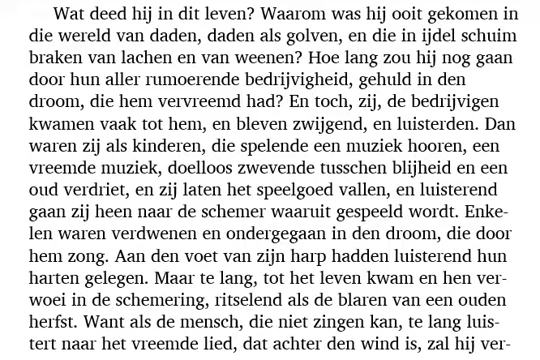 Wat deed hij in dit leven? Waarom was hij ooit gekomen in
die wereld van daden, daden als golven, en die in ijdel schuim
braken van lachen en van weenen? Hoe lang zou hij nog gaan
door hun aller rumoerende bedrijvigheid, gehuld in den
droom, die hem vervreemd had? En toch, zij, de bedrijvigen
kwamen vaak tot hem, en bleven zwijgend, en luisterden. Dan
waren zij als kinderen, die spelende een muziek hooren, een
vreemde muziek, doelloos zwevende tusschen blijheid en een
oud verdriet, en zij laten het speelgoed vallen, en luisterend
gaan zij heen naar de schemer waaruit gespeeld wordt. Enke-
len waren verdwenen en ondergegaan in den droom, die door
hem zong. Aan den voet van zijn harp hadden luisterend hun
harten gelegen. Maar te lang, tot het leven kwam en hen ver-
woei in de schemering, ritselend als de blaren van een ouden
herfst. Want als de mensch, die niet zingen kan, te lang luis-
tert naar het vreemde lied, dat achter den wind is, zal hij ver-